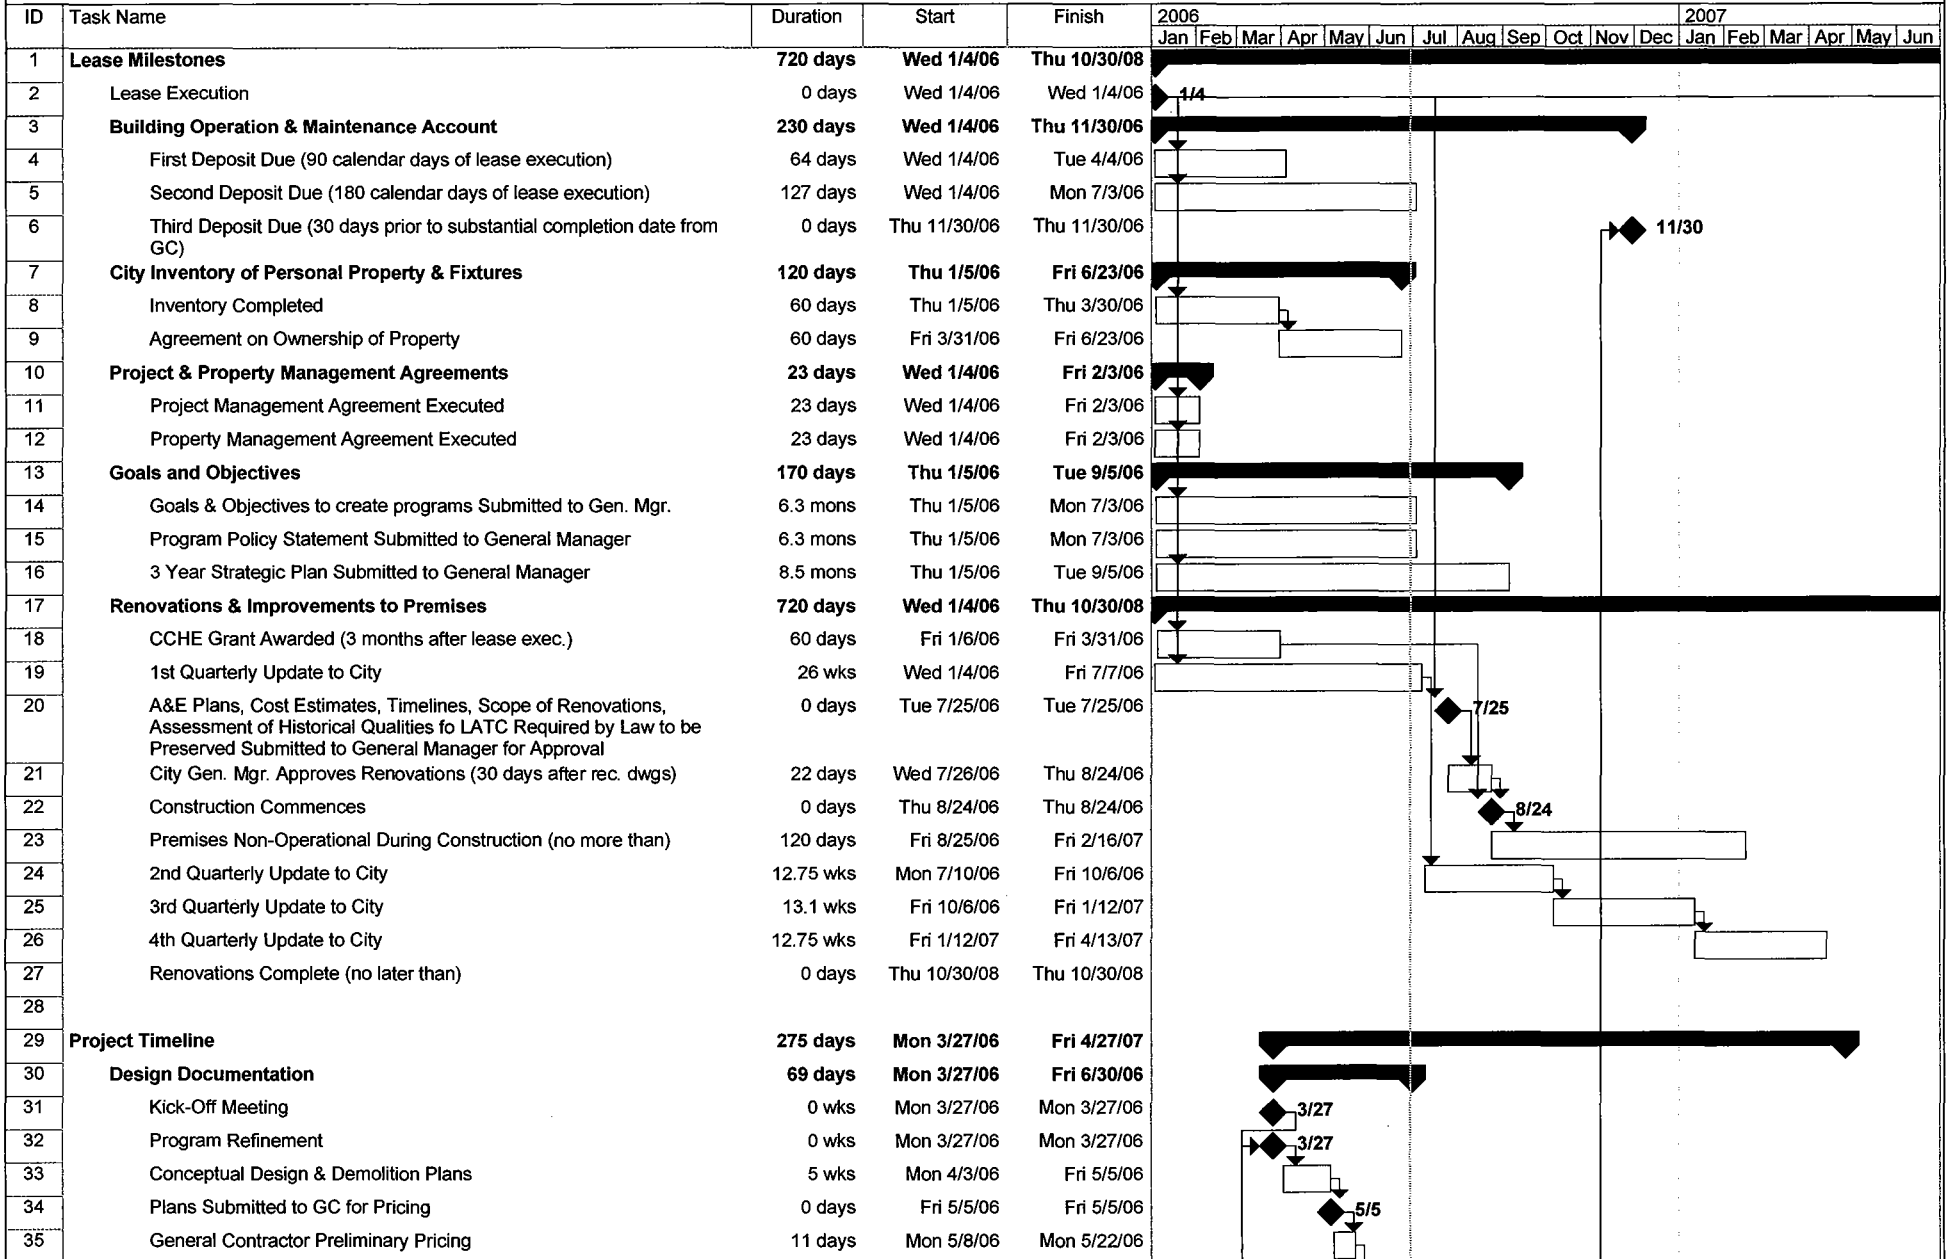 ID Task Name Duration Start Finish 2006 2007
Jan Feb Mar Apr May Jun Jul Aug Sep Oct Nov Dec Jan Feb Mar Apr May Jun
1 Lease Milestones 720 days Wed 1/4/06 Thu 10/30/08
2 Lease Execution 0 days Wed 1/4/06 Wed 1/4/06 1/4
3 Building Operation & Maintenance Account 230 days Wed 1/4/06 Thu 11/30/06
4 First Deposit Due (90 calendar days of lease execution) 64 days Wed 1/4/06 Tue 4/4/06
5 Second Deposit Due (180 calendar days of lease execution) 127 days Wed 1/4/06 Mon 7/3/06
6 Third Deposit Due (30 days prior to substantial completion date from 0 days Thu 11/30/06 Thu 11/30/06 11/30
GC)
7 City Inventory of Personal Property & Fixtures 120 days Thu 1/5/06 Fri 6/23/06
8 Inventory Completed 60 days Thu 1/5/06 Thu 3/30/06
9 Agreement on Ownership of Property 60 days Fri 3/31/06 Fri 6/23/06
10 Project & Property Management Agreements 23 days Wed 1/4/06 Fri 2/3/06
11 Project Management Agreement Executed 23 days Wed 1/4/06 Fri 2/3/06
12 Property Management Agreement Executed 23 days Wed 1/4/06 Fri 2/3/06
13 Goals and Objectives 170 days Thu 1/5/06 Tue 9/5/06
14 Goals & Objectives to create programs Submitted to Gen. Mgr. 6.3 mons Thu 1/5/06 Mon 7/3/06
15 Program Policy Statement Submitted to General Manager 6.3 mons Thu 1/5/06 Mon 7/3/06
16 3 Year Strategic Plan Submitted to General Manager 8.5 mons Thu 1/5/06 Tue 9/5/06
17 Renovations & Improvements to Premises 720 days Wed 1/4/06 Thu 10/30/08
18 CCHE Grant Awarded (3 months after lease exec.) 60 days Fri 1/6/06 Fri 3/31/06
19 1st Quarterly Update to City 26 wks Wed 1/4/06 Fri 7/7/06
20 A&E Plans, Cost Estimates, Timelines, Scope of Renovations, 0 days Tue 7/25/06 Tue 7/25/06 7/25
Assessment of Historical Qualities fo LATC Required by Law to be
Preserved Submitted to General Manager for Approval
21 City Gen. Mgr. Approves Renovations (30 days after rec. dwgs) 22 days Wed 7/26/06 Thu 8/24/06
22 Construction Commences 0 days Thu 8/24/06 Thu 8/24/06 8/24
23 Premises Non-Operational During Construction (no more than) 120 days Fri 8/25/06 Fri 2/16/07
24 2nd Quarterly Update to City 12.75 wks Mon 7/10/06 Fri 10/6/06
25 3rd Quarterly Update to City 13.1 wks Fri 10/6/06 Fri 1/12/07
26 4th Quarterly Update to City 12.75 wks Fri 1/12/07 Fri 4/13/07
27 Renovations Complete (no later than) 0 days Thu 10/30/08 Thu 10/30/08
28
29 Project Timeline 275 days Mon 3/27/06 Fri 4/27/07
30 Design Documentation 69 days Mon 3/27/06 Fri 6/30/06
31 Kick-Off Meeting 0 wks Mon 3/27/06 Mon 3/27/06 3/27
32 Program Refinement 0 wks Mon 3/27/06 Mon 3/27/06 3/27
33 Conceptual Design & Demolition Plans 5 wks Mon 4/3/06 Fri 5/5/06
34 Plans Submitted to GC for Pricing 0 days Fri 5/5/06 Fri 5/5/06 5/5
35 General Contractor Preliminary Pricing 11 days Mon 5/8/06 Mon 5/22/06